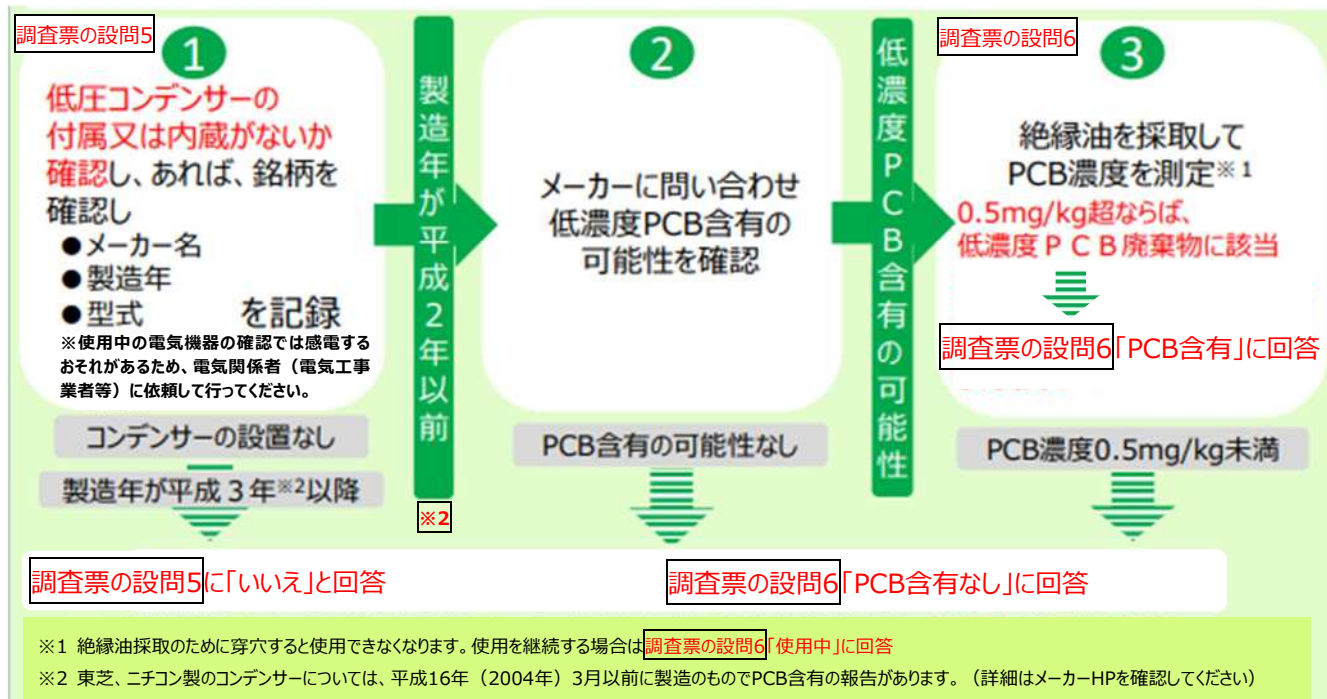 調査票の設問5
1
低圧コンデンサーの
付属又は内蔵がないか
確認し、あれば、銘柄を
確認し
●メーカー名
●製造年
●型式 を記録
※使用中の電気機器の確認では感電する
おそれがあるため、電気関係者（電気工事
業者等）に依頼して行ってください。
コンデンサーの設置なし
製造年が平成３年※2以降
製造年が平成２年以前
※2
2
メーカーに問い合わせ
低濃度PCB含有の
可能性を確認
PCB含有の可能性なし
低濃度ＰＣＢ含有の可能性
調査票の設問6
3
絶縁油を採取して
PCB濃度を測定※1
0.5mg/kg超ならば、
低濃度ＰＣＢ廃棄物に該当
調査票の設問6「PCB含有」に回答
PCB濃度0.5mg/kg未満
調査票の設問5に「いいえ」と回答
調査票の設問6「PCB含有なし」に回答
※1 絶縁油採取のために穿穴すると使用できなくなります。使用を継続する場合は調査票の設問6「使用中」に回答
※2 東芝、ニチコン製のコンデンサーについては、平成16年（2004年）3月以前に製造のものでPCB含有の報告があります。（詳細はメーカーHPを確認してください）